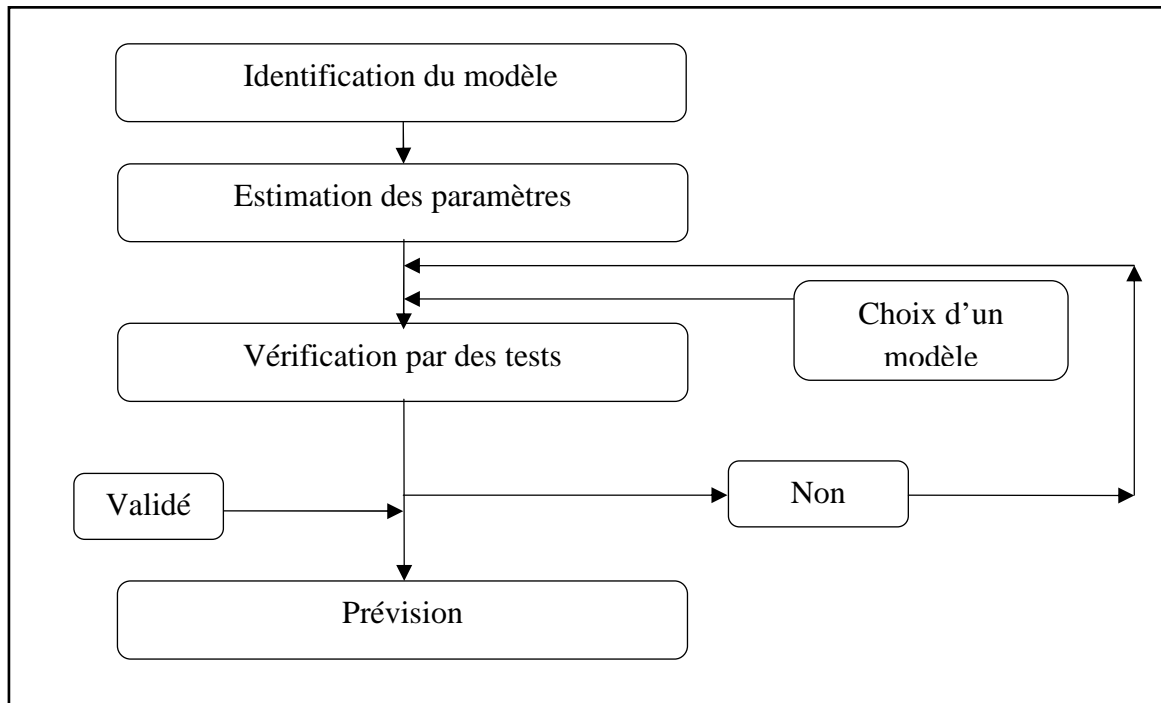 Identification du modèle
Estimation des paramètres
Choix d’un
modèle
Vérification par des tests
Validé
Non
Prévision